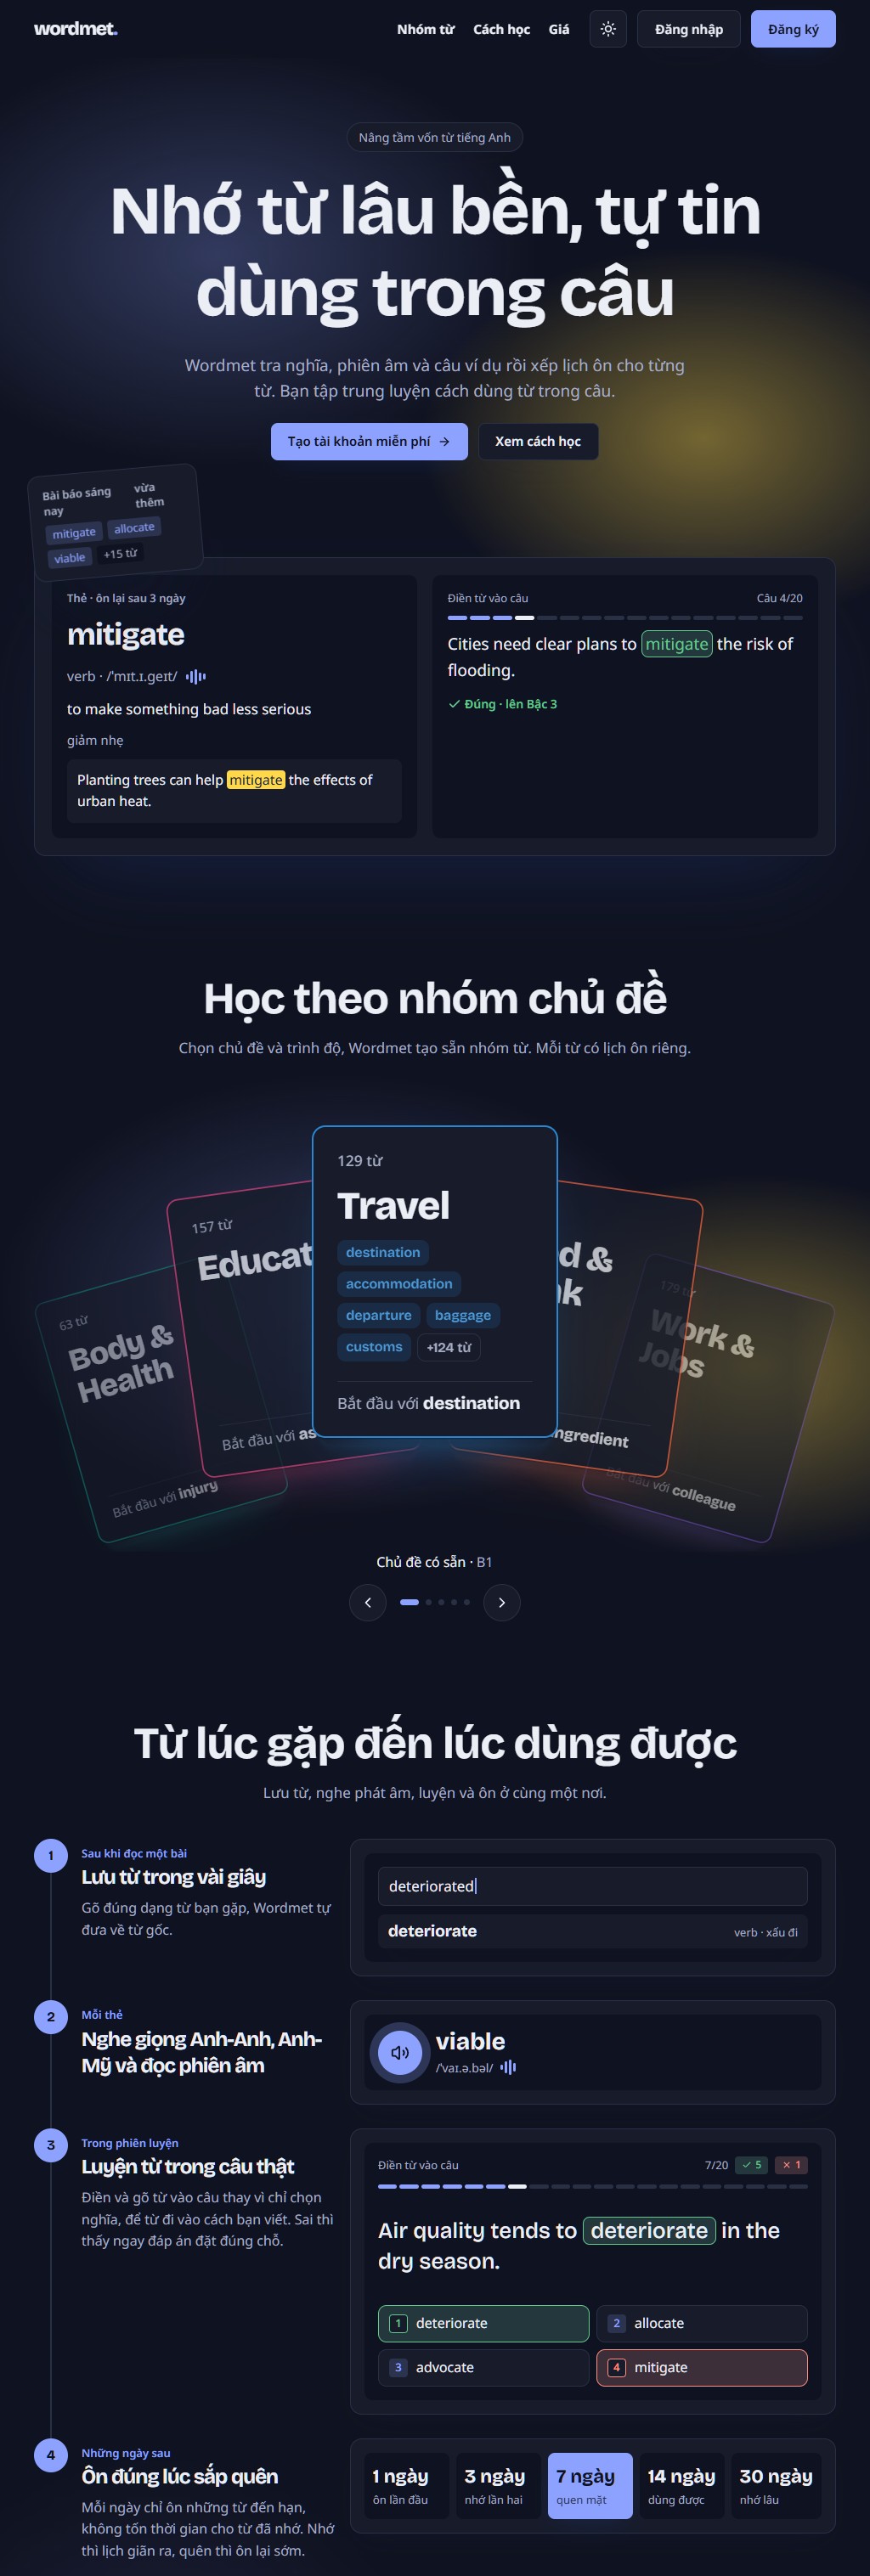 wordmet.
Nhóm từ
Cách học
Giá
Đăng nhập
Đăng ký
Nâng tầm vốn từ tiếng Anh
Nhớ từ lâu bền, tự tin
dùng trong câu
Wordmet tra nghĩa, phiên âm và câu ví dụ rồi xếp lịch ôn cho từng
từ. Bạn tập trung luyện cách dùng từ trong câu.
Tạo tài khoản miễn phí →
Xem cách học
Bài báo sáng
nay
vừa
thêm
mitigate
allocate
viable
+15 từ
Thẻ · ôn lại sau 3 ngày
mitigate
verb · /ˈmɪt.ɪ.ɡeɪt/
to make something bad less serious
giảm nhẹ
Planting trees can help mitigate the effects of
urban heat.
Điền từ vào câu
Câu 4/20
Cities need clear plans to mitigate the risk of
flooding.
✓ Đúng · lên Bậc 3
Học theo nhóm chủ đề
Chọn chủ đề và trình độ, Wordmet tạo sẵn nhóm từ. Mỗi từ có lịch ôn riêng.
63 từ
Body &
Health
Bắt đầu với injury
157 từ
Educat
Bắt đầu với as
129 từ
Travel
destination
accommodation
departure
baggage
customs
+124 từ
Bắt đầu với destination
d &
nk
ngredient
179 từ
Work &
Jobs
Bắt đầu với colleague
Chủ đề có sẵn · B1
Từ lúc gặp đến lúc dùng được
Lưu từ, nghe phát âm, luyện và ôn ở cùng một nơi.
1
Sau khi đọc một bài
Lưu từ trong vài giây
Gõ đúng dạng từ bạn gặp, Wordmet tự
đưa về từ gốc.
deteriorated
deteriorate
verb · xấu đi
2
Mỗi thẻ
Nghe giọng Anh-Anh, Anh-
Mỹ và đọc phiên âm
viable
/ˈvaɪ.ə.bəl/
3
Trong phiên luyện
Luyện từ trong câu thật
Điền và gõ từ vào câu thay vì chỉ chọn
nghĩa, để từ đi vào cách bạn viết. Sai thì
thấy ngay đáp án đặt đúng chỗ.
Điền từ vào câu
7/20
✓ 5
✕ 1
Air quality tends to deteriorate in the
dry season.
1 deteriorate
2 allocate
3 advocate
4 mitigate
4
Những ngày sau
Ôn đúng lúc sắp quên
Mỗi ngày chỉ ôn những từ đến hạn,
không tốn thời gian cho từ đã nhớ. Nhớ
thì lịch giãn ra, quên thì ôn lại sớm.
1 ngày
ôn lần đầu
3 ngày
nhớ lần hai
7 ngày
quen mặt
14 ngày
dùng được
30 ngày
nhớ lâu